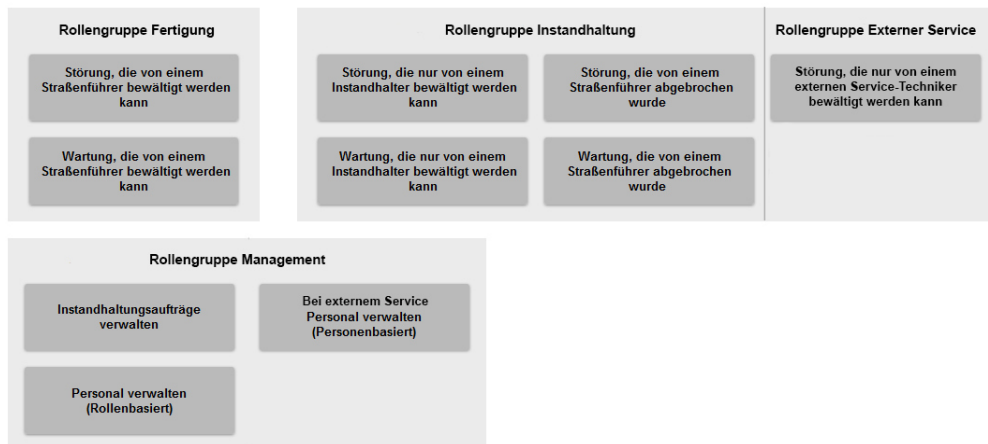 Rollengruppe Fertigung
Störung, die von einem
Straßenführer bewältigt werden
kann
Wartung, die von einem
Straßenführer bewältigt werden
kann
Rollengruppe Instandhaltung
Störung, die nur von einem
Instandhalter bewältigt werden
kann
Störung, die von einem
Straßenführer abgebrochen
wurde
Wartung, die nur von einem
Instandhalter bewältigt werden
kann
Wartung, die von einem
Straßenführer abgebrochen
wurde
Rollengruppe Externer Service
Störung, die nur von einem
externen Service-Techniker
bewältigt werden kann
Rollengruppe Management
Instandhaltungsaufträge
verwalten
Bei externem Service
Personal verwalten
(Personenbasiert)
Personal verwalten
(Rollenbasiert)